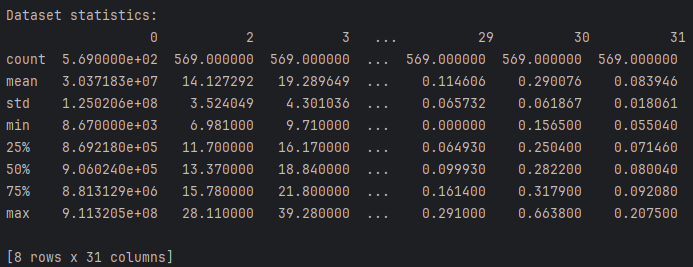 Dataset statistics:
                 0           2           3   ...          29          30          31
count  5.690000e+02  569.000000  569.000000  ...  569.000000  569.000000  569.000000
mean   3.037183e+07   14.127292   19.289649  ...    0.114606    0.290076    0.083946
std    1.250206e+08    3.524049    4.301036  ...    0.065732    0.061867    0.018061
min    8.670000e+03    6.981000    9.710000  ...    0.000000    0.156500    0.055040
25%    8.692180e+05   11.700000   16.170000  ...    0.064930    0.250400    0.071460
50%    9.060240e+05   13.370000   18.840000  ...    0.099930    0.282200    0.080040
75%    8.813129e+06   15.780000   21.800000  ...    0.161400    0.317900    0.092080
max    9.113205e+08   28.110000   39.280000  ...    0.291000    0.663800    0.207500
[8 rows x 31 columns]